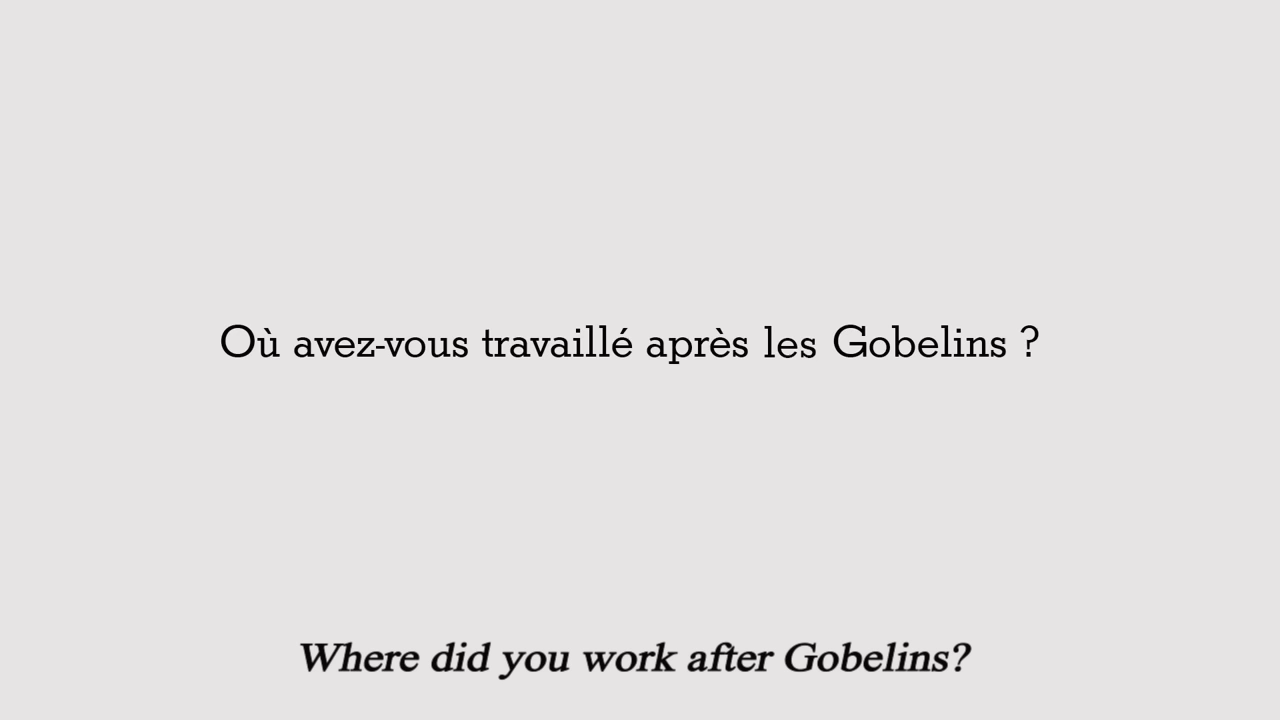 Où avez-vous travaillé après les Gobelins ?
Where did you work after Gobelins?